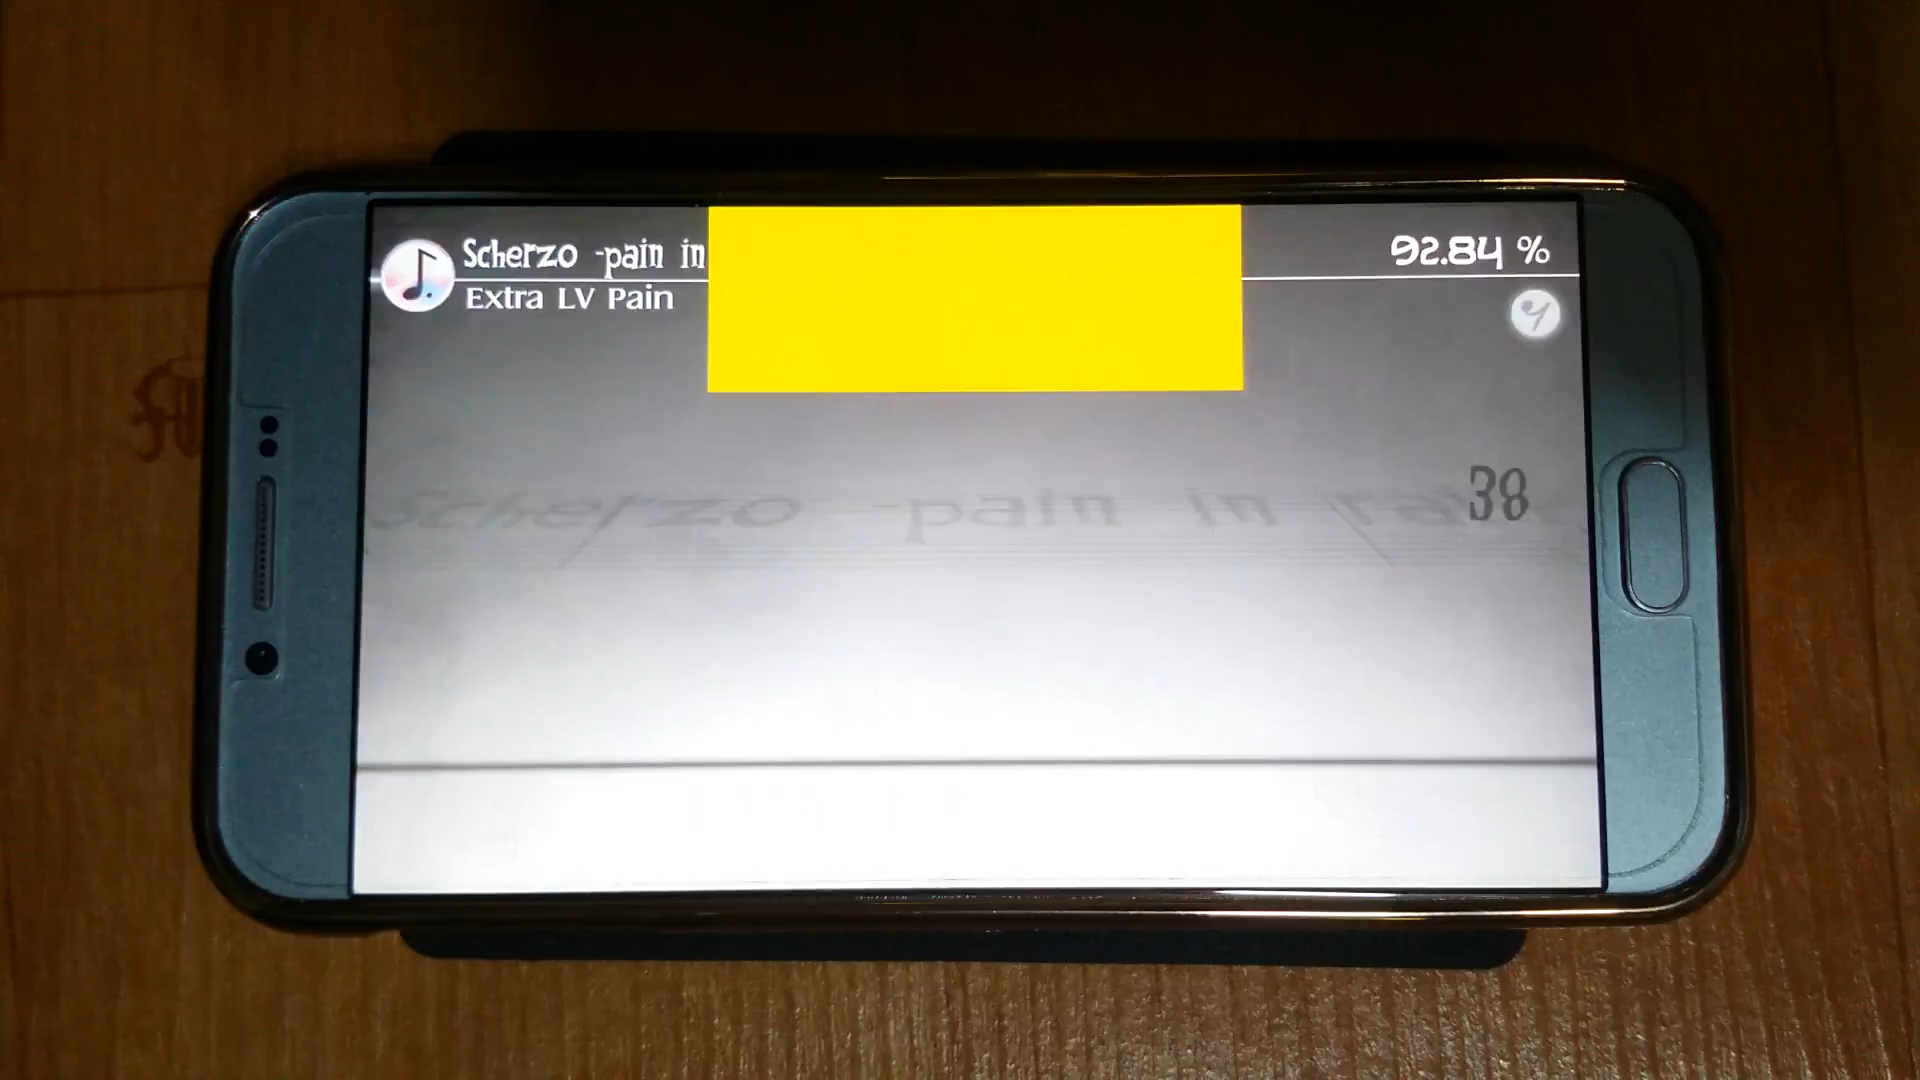 Scherzo -pain in
92.84 %
Extra LV Pain
38
Scherzo -pain in